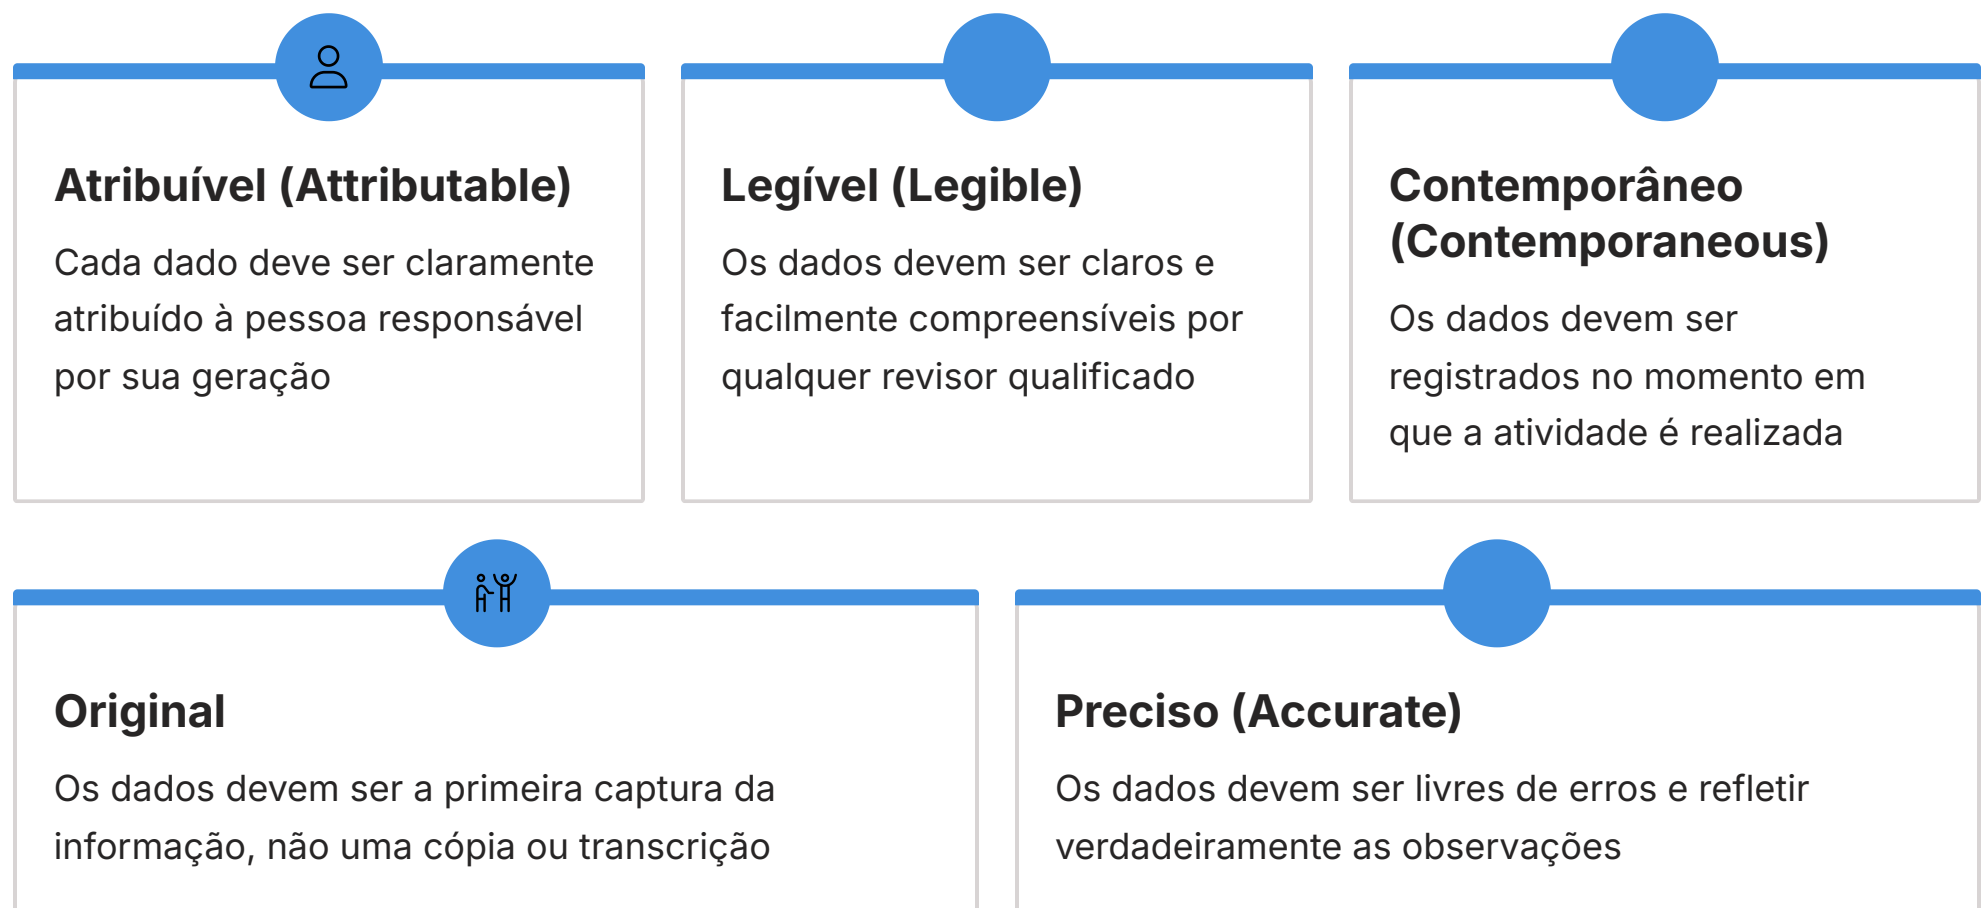 Atribuível (Attributable)
Cada dado deve ser claramente
atribuído à pessoa responsável
por sua geração
Legível (Legible)
Os dados devem ser claros e
facilmente compreensíveis por
qualquer revisor qualificado
Contemporâneo
(Contemporaneous)
Os dados devem ser
registrados no momento em
que a atividade é realizada
Original
Os dados devem ser a primeira captura da
informação, não uma cópia ou transcrição
Preciso (Accurate)
Os dados devem ser livres de erros e refletir
verdadeiramente as observações